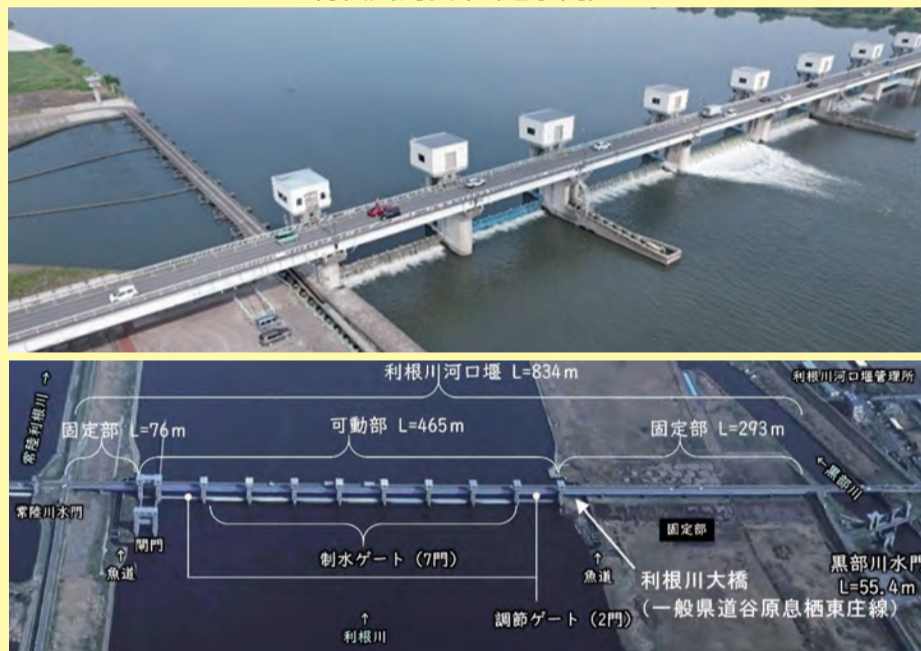 利根川河口堰 L=834m
利根川河口堰管理所
常陸利根川
固定部 L=76m
可動部 L=465m
固定部 L=293m
黒部川
常陸川水門
閘門
魚道
制水ゲート (7門)
固定部
魚道
利根川大橋
(一般県道谷原息栖東庄線)
黒部川水門
L=55.4m
調節ゲート (2門)
利根川